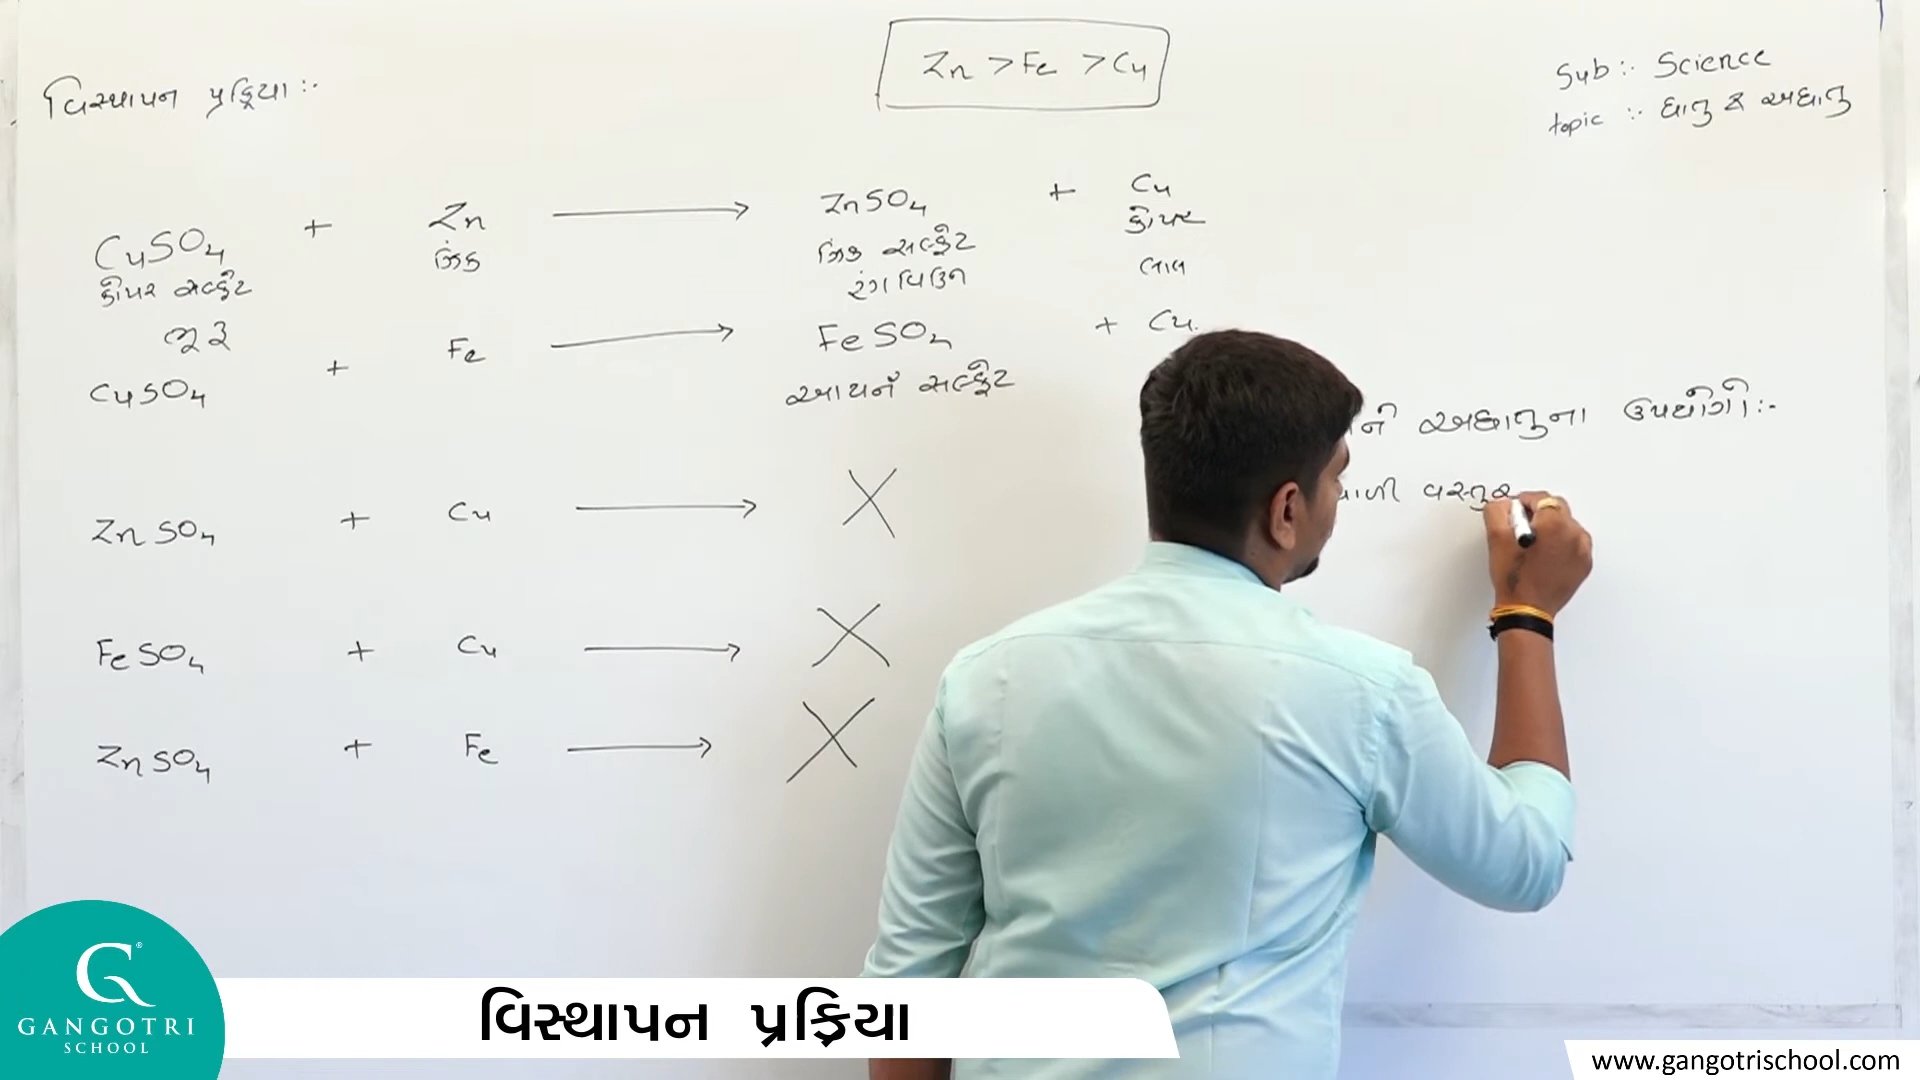 Zn > Fe > Cu
વિસ્થાપન પ્રક્રિયા :-
Sub :- Science
topic :- ધાતુ & અધાતુ
CuSO4 + Zn → ZnSO4 + Cu
કોપર સલ્ફેટ ઝિંક ઝિંક સલ્ફેટ કોપર
ભૂરૂ રંગવિહિન લાલ
CuSO4 + Fe → FeSO4 + Cu
આયર્ન સલ્ફેટ
અધાતુના ઉપયોગો :-
ZnSO4 + Cu → X
FeSO4 + Cu → X
ZnSO4 + Fe → X
GANGOTRI
SCHOOL
વિસ્થાપન પ્રક્રિયા
www.gangotrischool.com